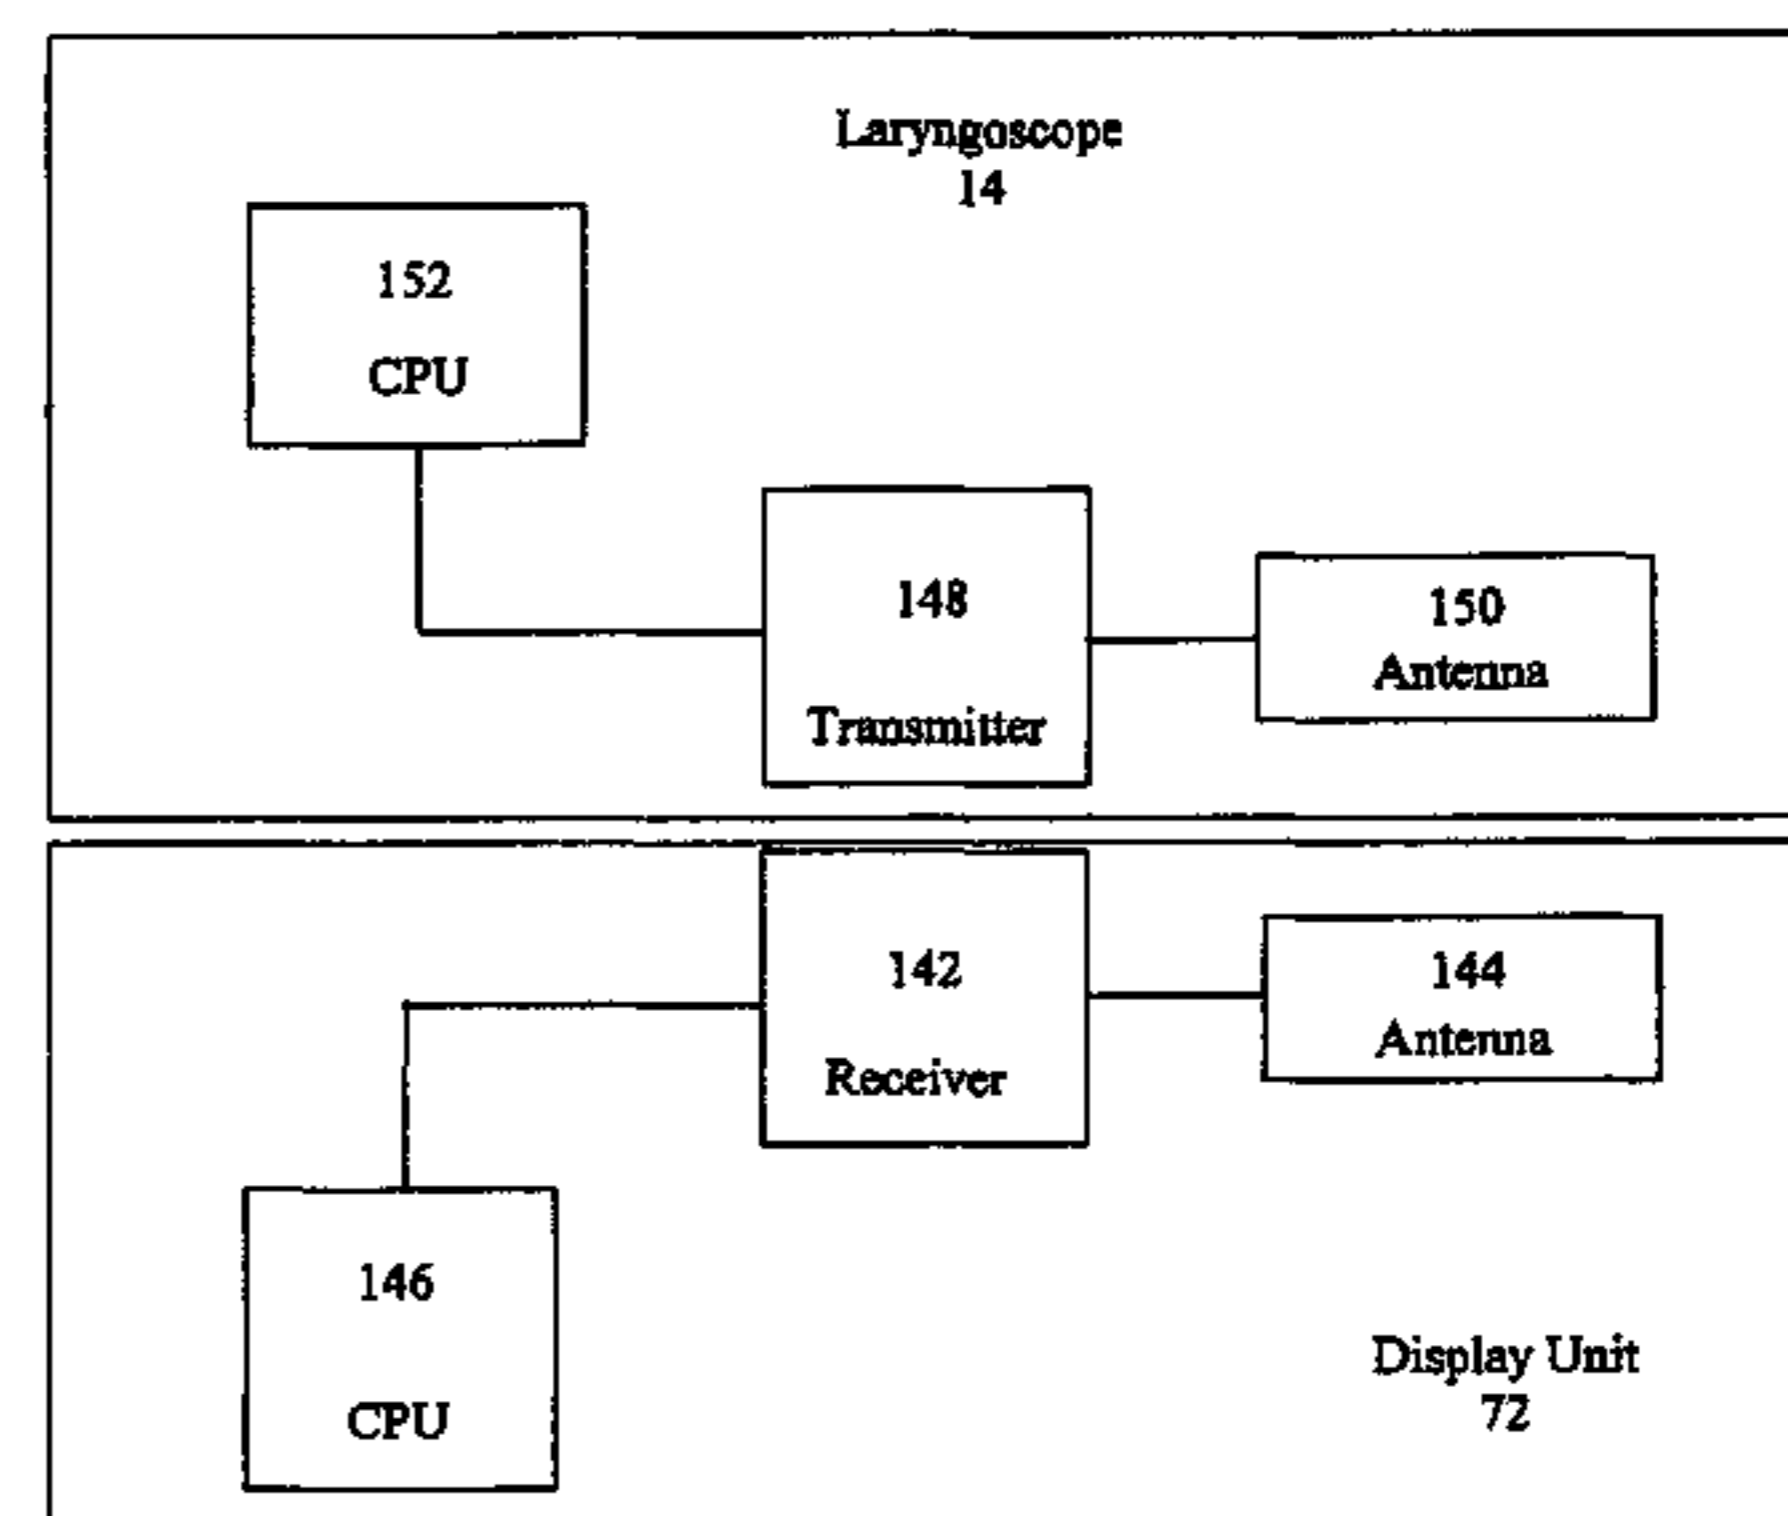 Laryngoscope
14
152
CPU
148
Transmitter
150
Antenna
142
Receiver
144
Antenna
146
CPU
Display Unit
72